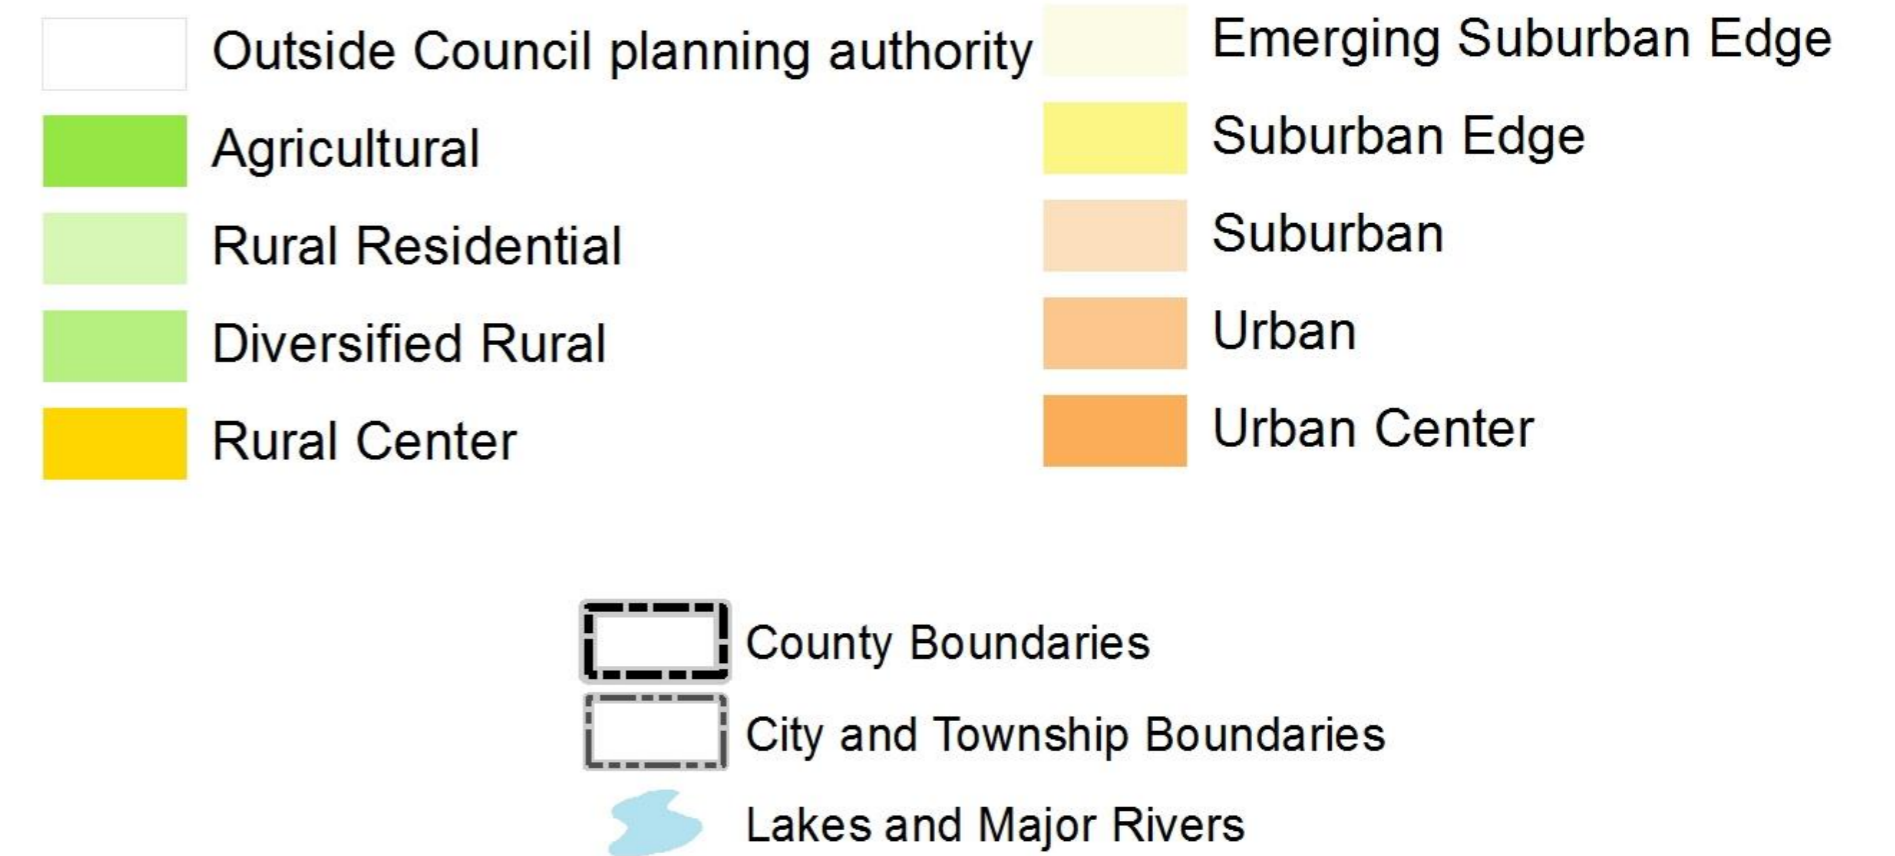 Outside Council planning authority
Agricultural
Rural Residential
Diversified Rural
Rural Center
Emerging Suburban Edge
Suburban Edge
Suburban
Urban
Urban Center
County Boundaries
City and Township Boundaries
Lakes and Major Rivers